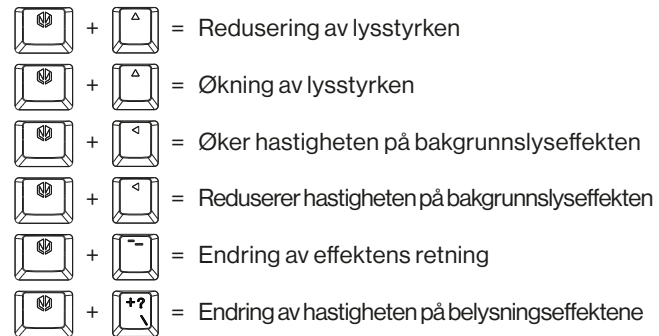 + △ = Redusering av lysstyrken
+ △ = Økning av lysstyrken
+ ◁ = Øker hastigheten på bakgrunnslyseffekten
+ ◁ = Reduserer hastigheten på bakgrunnslyseffekten
+ -_ = Endring av effektens retning
+ +? \ = Endring av hastigheten på belysningseffektene